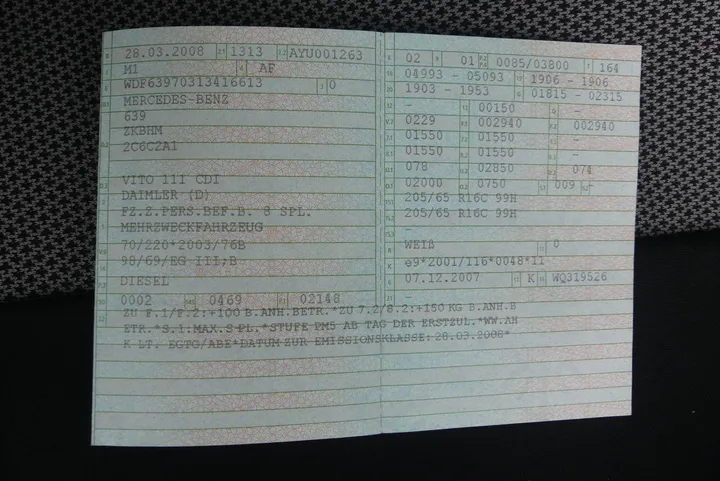 28.03.2008 1313 AYU001263
M1 AF
WDF63970313416613 0
MERCEDES-BENZ
639
ZKBHM
2C6C2A1
VITO 111 CDI
DAIMLER (D)
FZ.Z.PERS.BEF.B. 8 SPL.
MEHRZWECKFAHRZEUG
70/220*2003/76B
98/69/EG III;B
DIESEL
0002 0469 02148
02 01 0085/03800 164
04993 - 05093 1906 - 1906
1903 - 1953 01815 - 02315
- 00150 -
0229 002940 002940
01550 01550 -
01550 01550 -
078 02850 074
02000 0750 009 -
205/65 R16C 99H
205/65 R16C 99H
-
WEIß 0
e9*2001/116*0048*11
07.12.2007 K WQ319526
-
ZU F.1/F.2:+100 B.ANH.BETR.*ZU 7.2/8.2:+150 KG B.ANH.B
ETR.*S.1:MAX.SPL.*STUFE PM5 AB TAG DER ERSTZUL.*WW.AH
K LT. EGTG/ABE*DATUM ZUR EMISSIONSKLASSE: 28.03.2008*